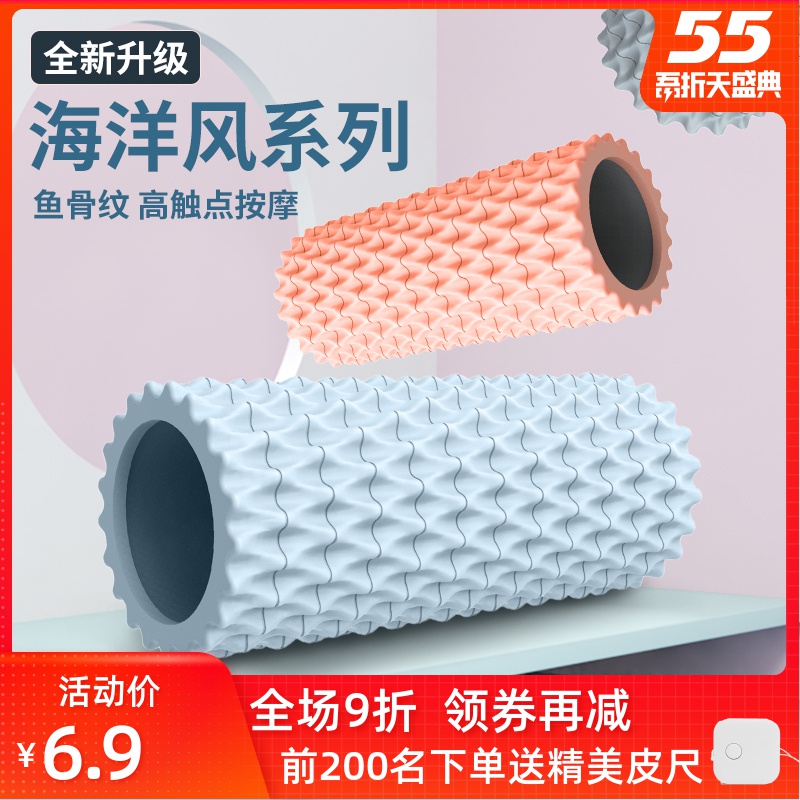 全新升级
海洋风系列
鱼骨纹 高触点按摩
55
吾折天盛典
活动价
¥6.9
全场9折 领券再减
前200名下单送精美皮尺